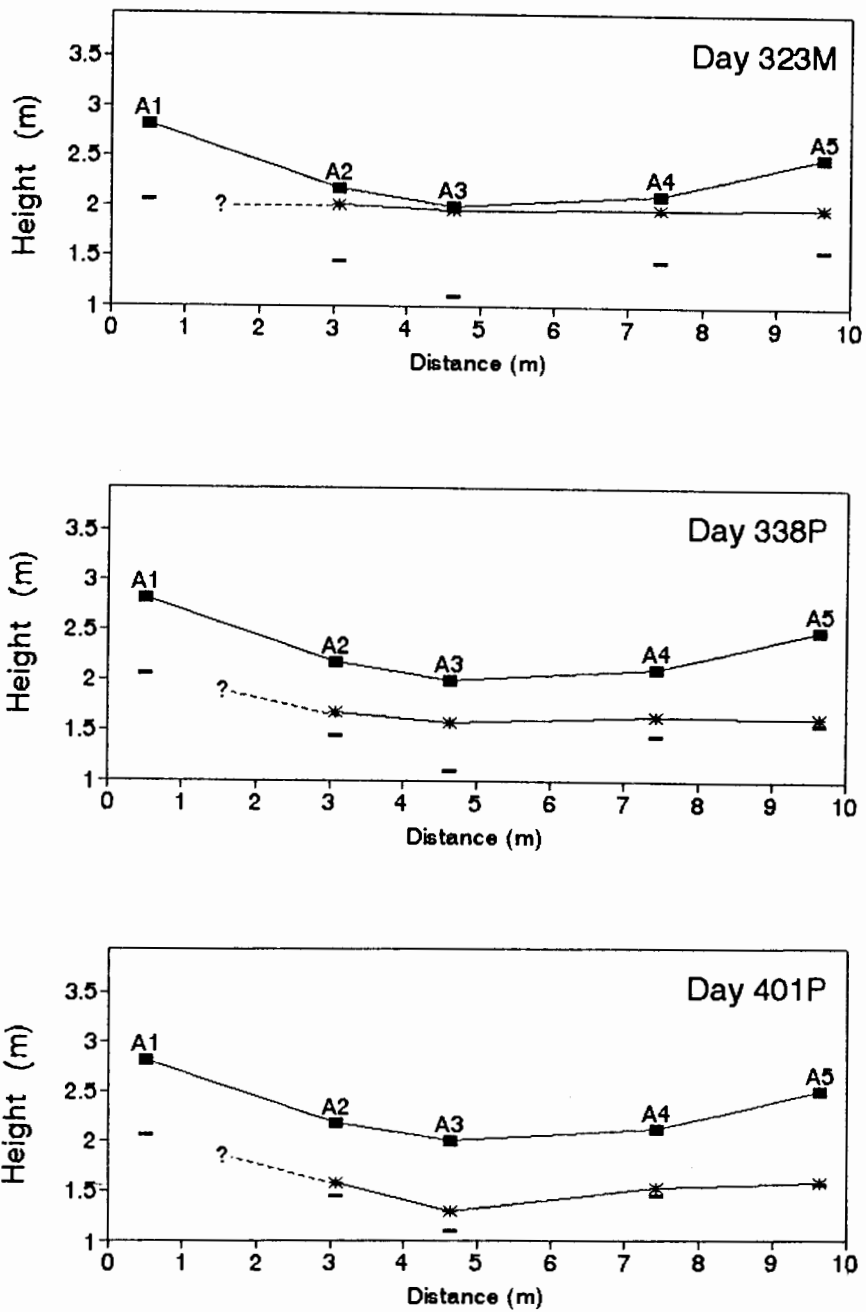 Day 323M
Height (m)
3.5
3
2.5
2
1.5
1
A1
A2
A3
A4
A5
?
0 1 2 3 4 5 6 7 8 9 10
Distance (m)
Day 338P
Height (m)
3.5
3
2.5
2
1.5
1
A1
A2
A3
A4
A5
?
0 1 2 3 4 5 6 7 8 9 10
Distance (m)
Day 401P
Height (m)
3.5
3
2.5
2
1.5
1
A1
A2
A3
A4
A5
?
0 1 2 3 4 5 6 7 8 9 10
Distance (m)